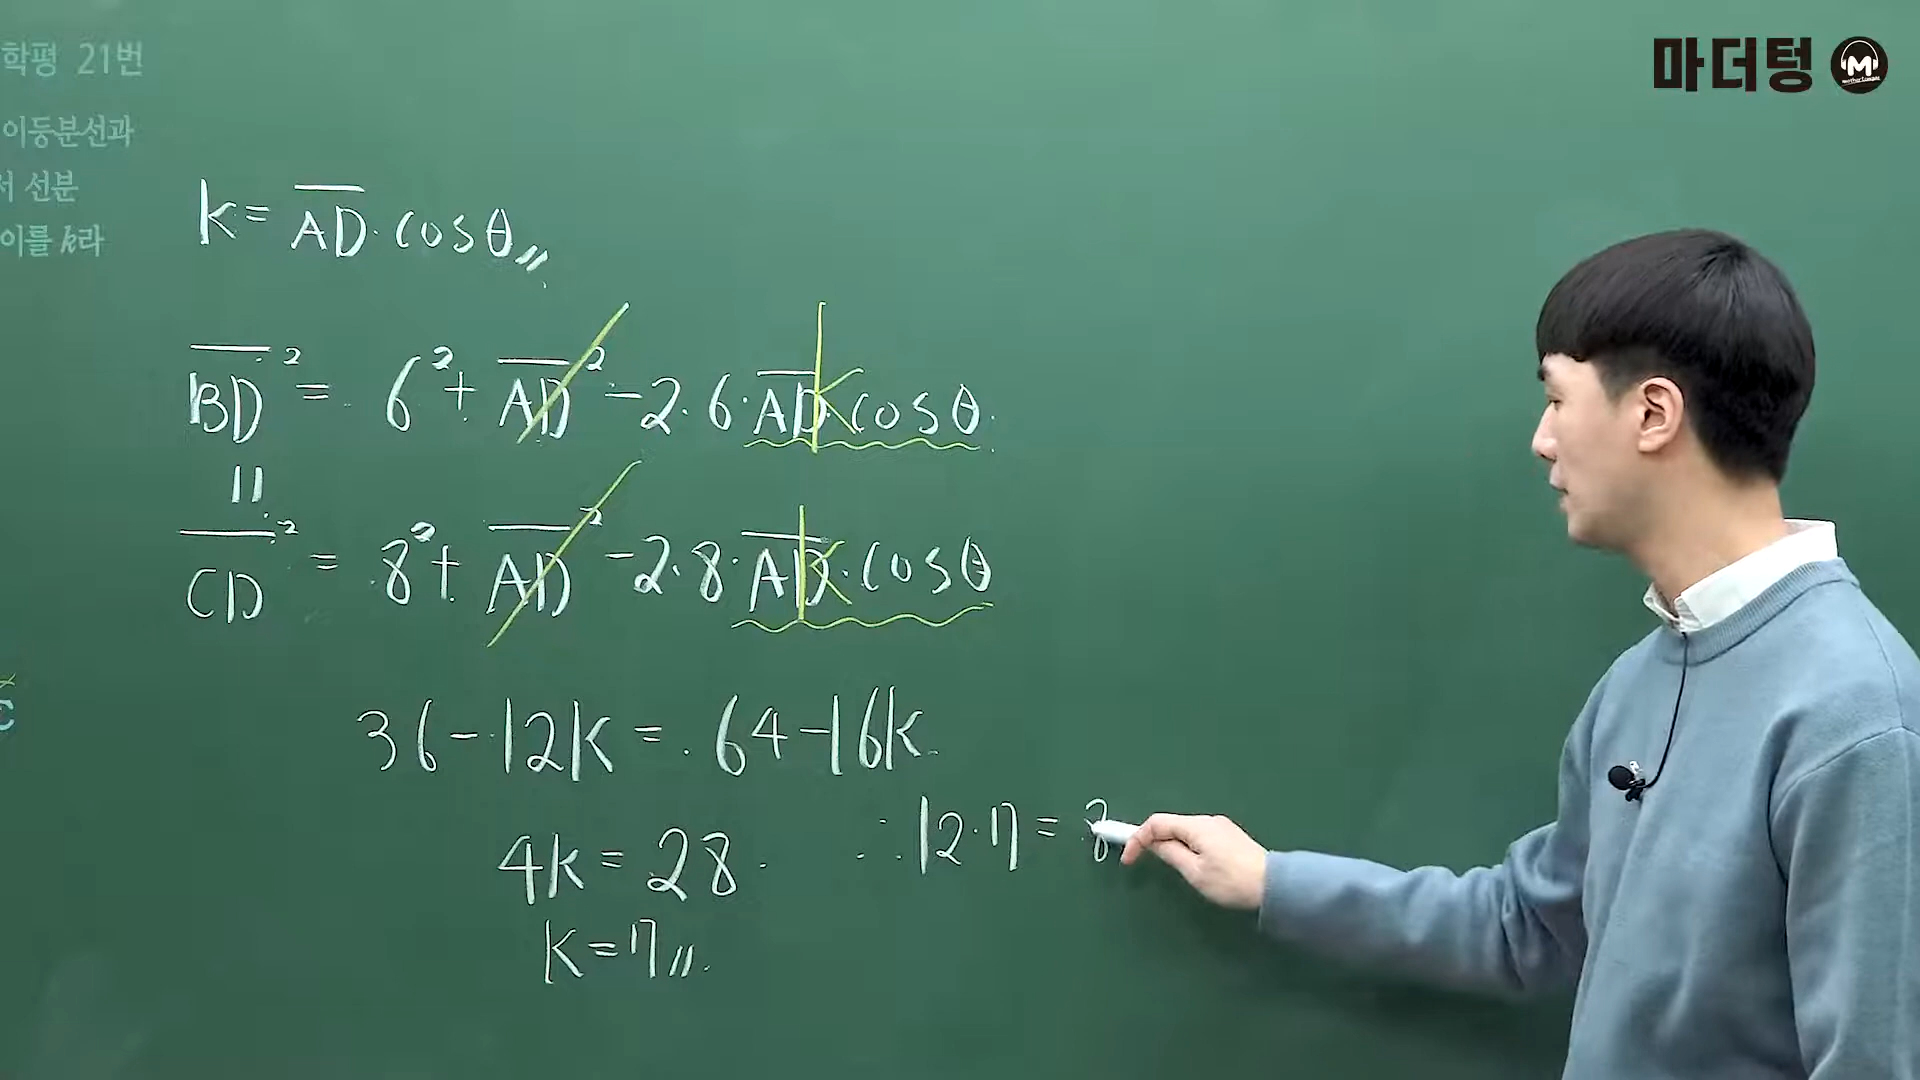 마더텅
M
학평 21번
이등분선과
서 선분
이를 k라
k = AD · cosθ
BD² = 6² + AD² - 2·6·AD cosθ
K
||
CD² = 8² + AD² - 2·8·AD·cosθ
K
36 - 12k = 64 - 16k
4k = 28
∴ 12·7 = 8
k = 7
C